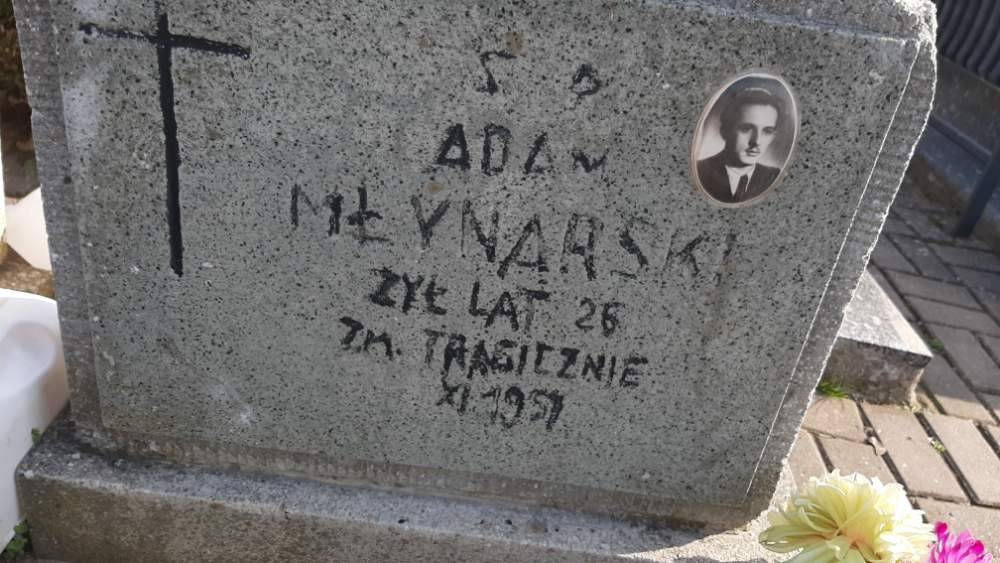 S P
ADAM
MŁYNARSKI
ŻYŁ LAT 26
ZM. TRAGICZNIE
XI 1951